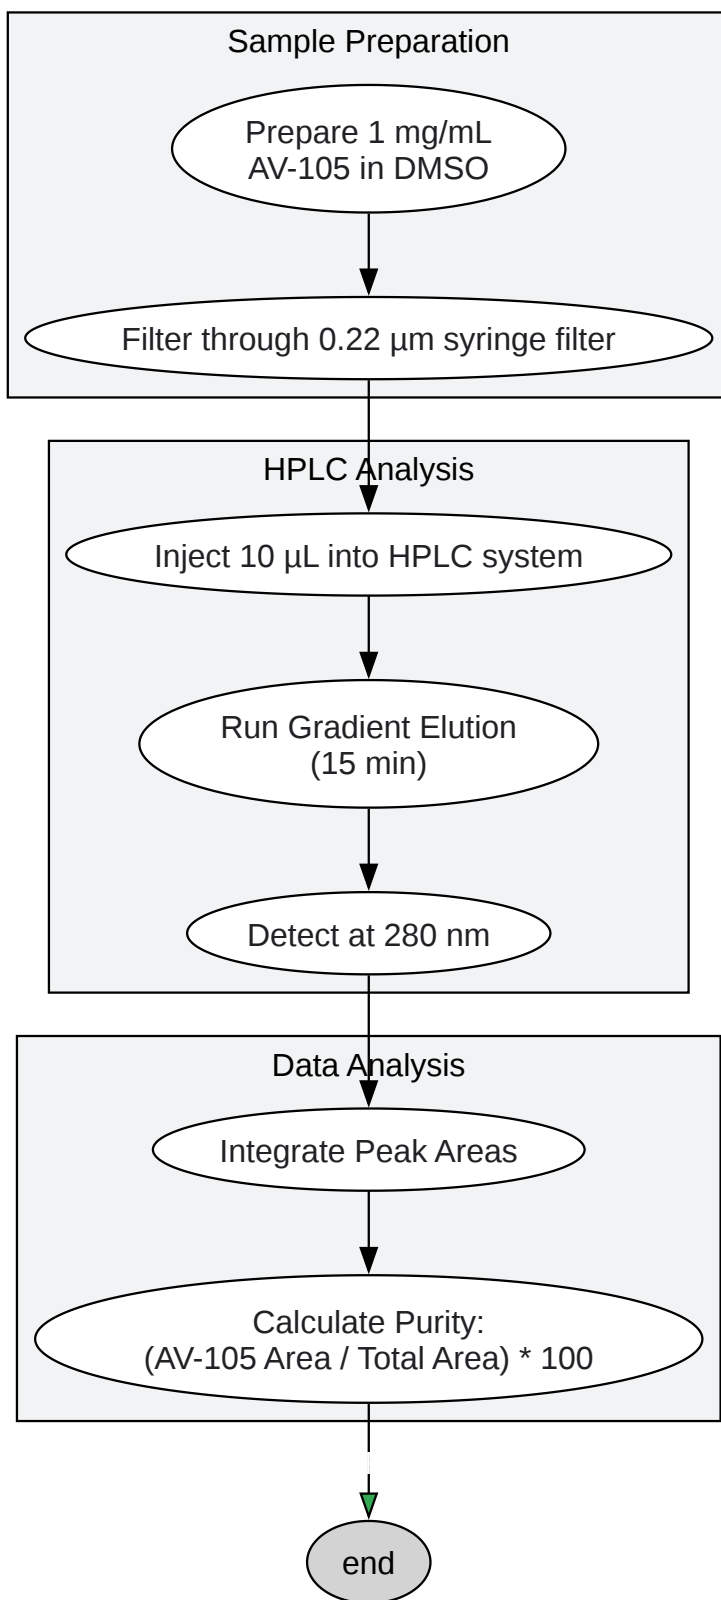 Sample Preparation
Prepare 1 mg/mL
AV-105 in DMSO
Filter through 0.22 µm syringe filter
HPLC Analysis
Inject 10 µL into HPLC system
Run Gradient Elution
(15 min)
Detect at 280 nm
Data Analysis
Integrate Peak Areas
Calculate Purity:
(AV-105 Area / Total Area) * 100
end